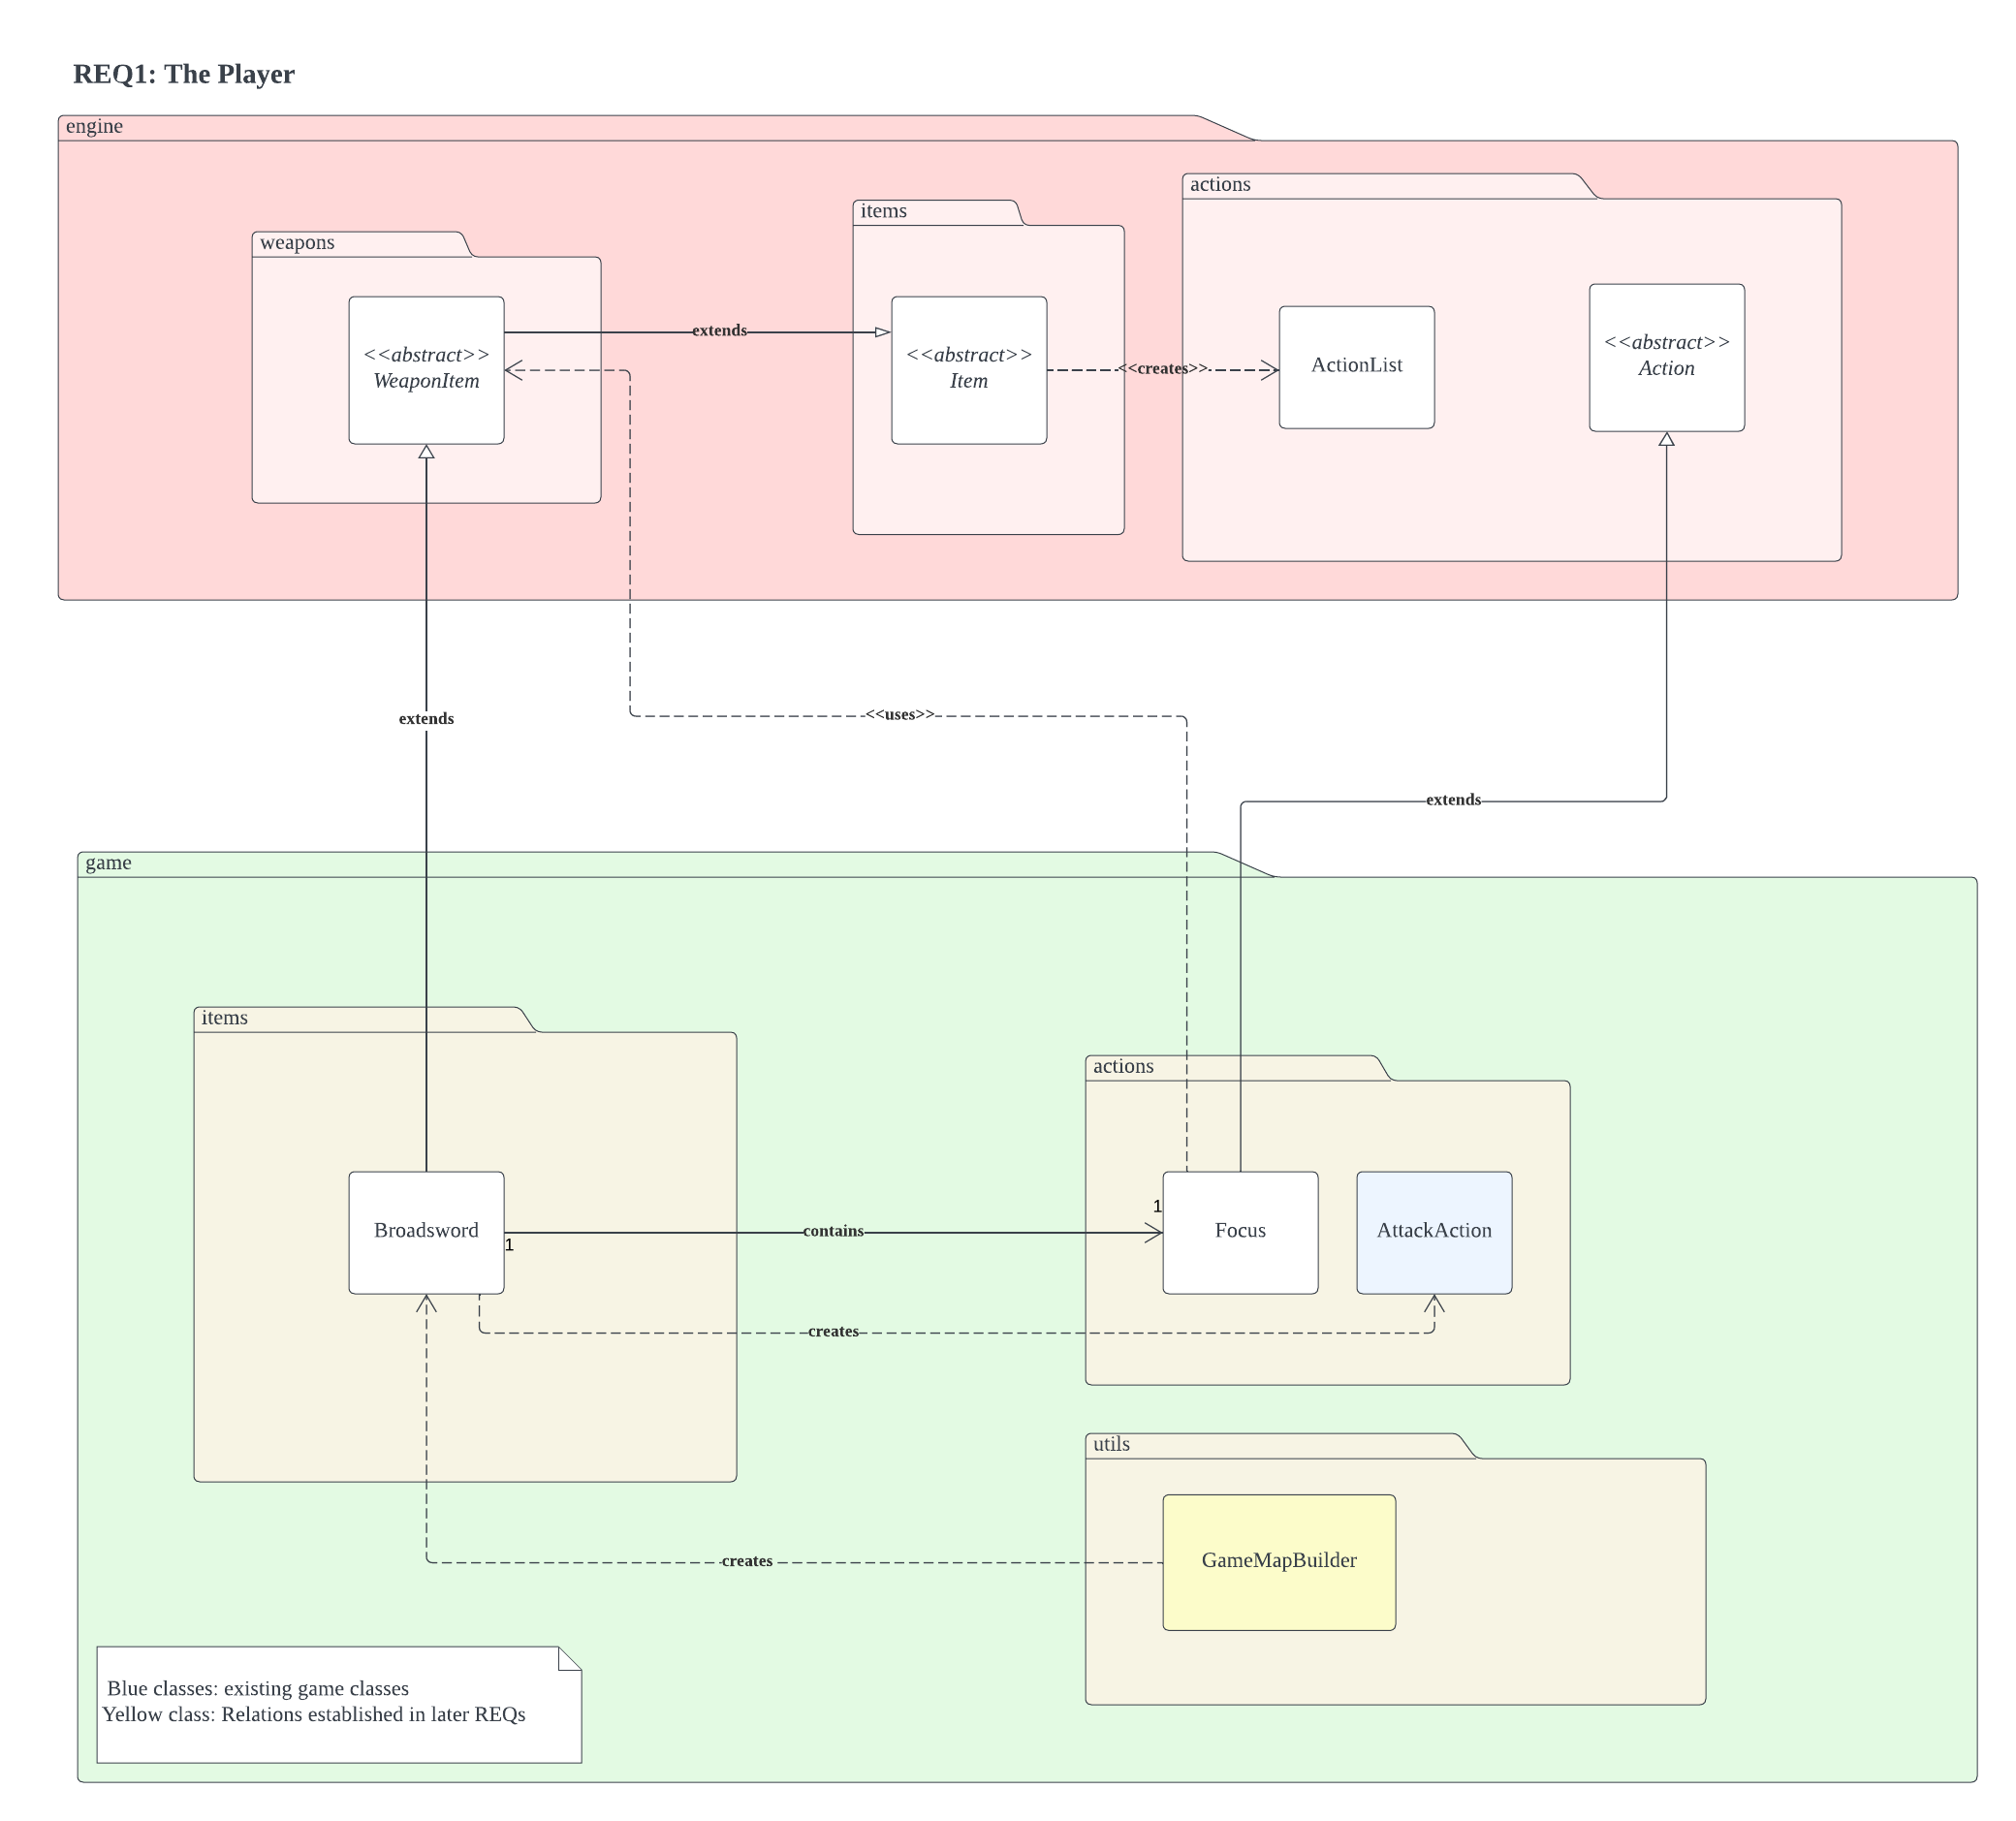 REQ1: The Player
engine
actions
items
weapons
<<abstract>>
WeaponItem
extends
<<abstract>>
Item
<<creates>>
ActionList
<<abstract>>
Action
extends
<<uses>>
extends
game
items
actions
Broadsword
1
contains
1
Focus
AttackAction
creates
utils
GameMapBuilder
creates
Blue classes: existing game classes
Yellow class: Relations established in later REQs